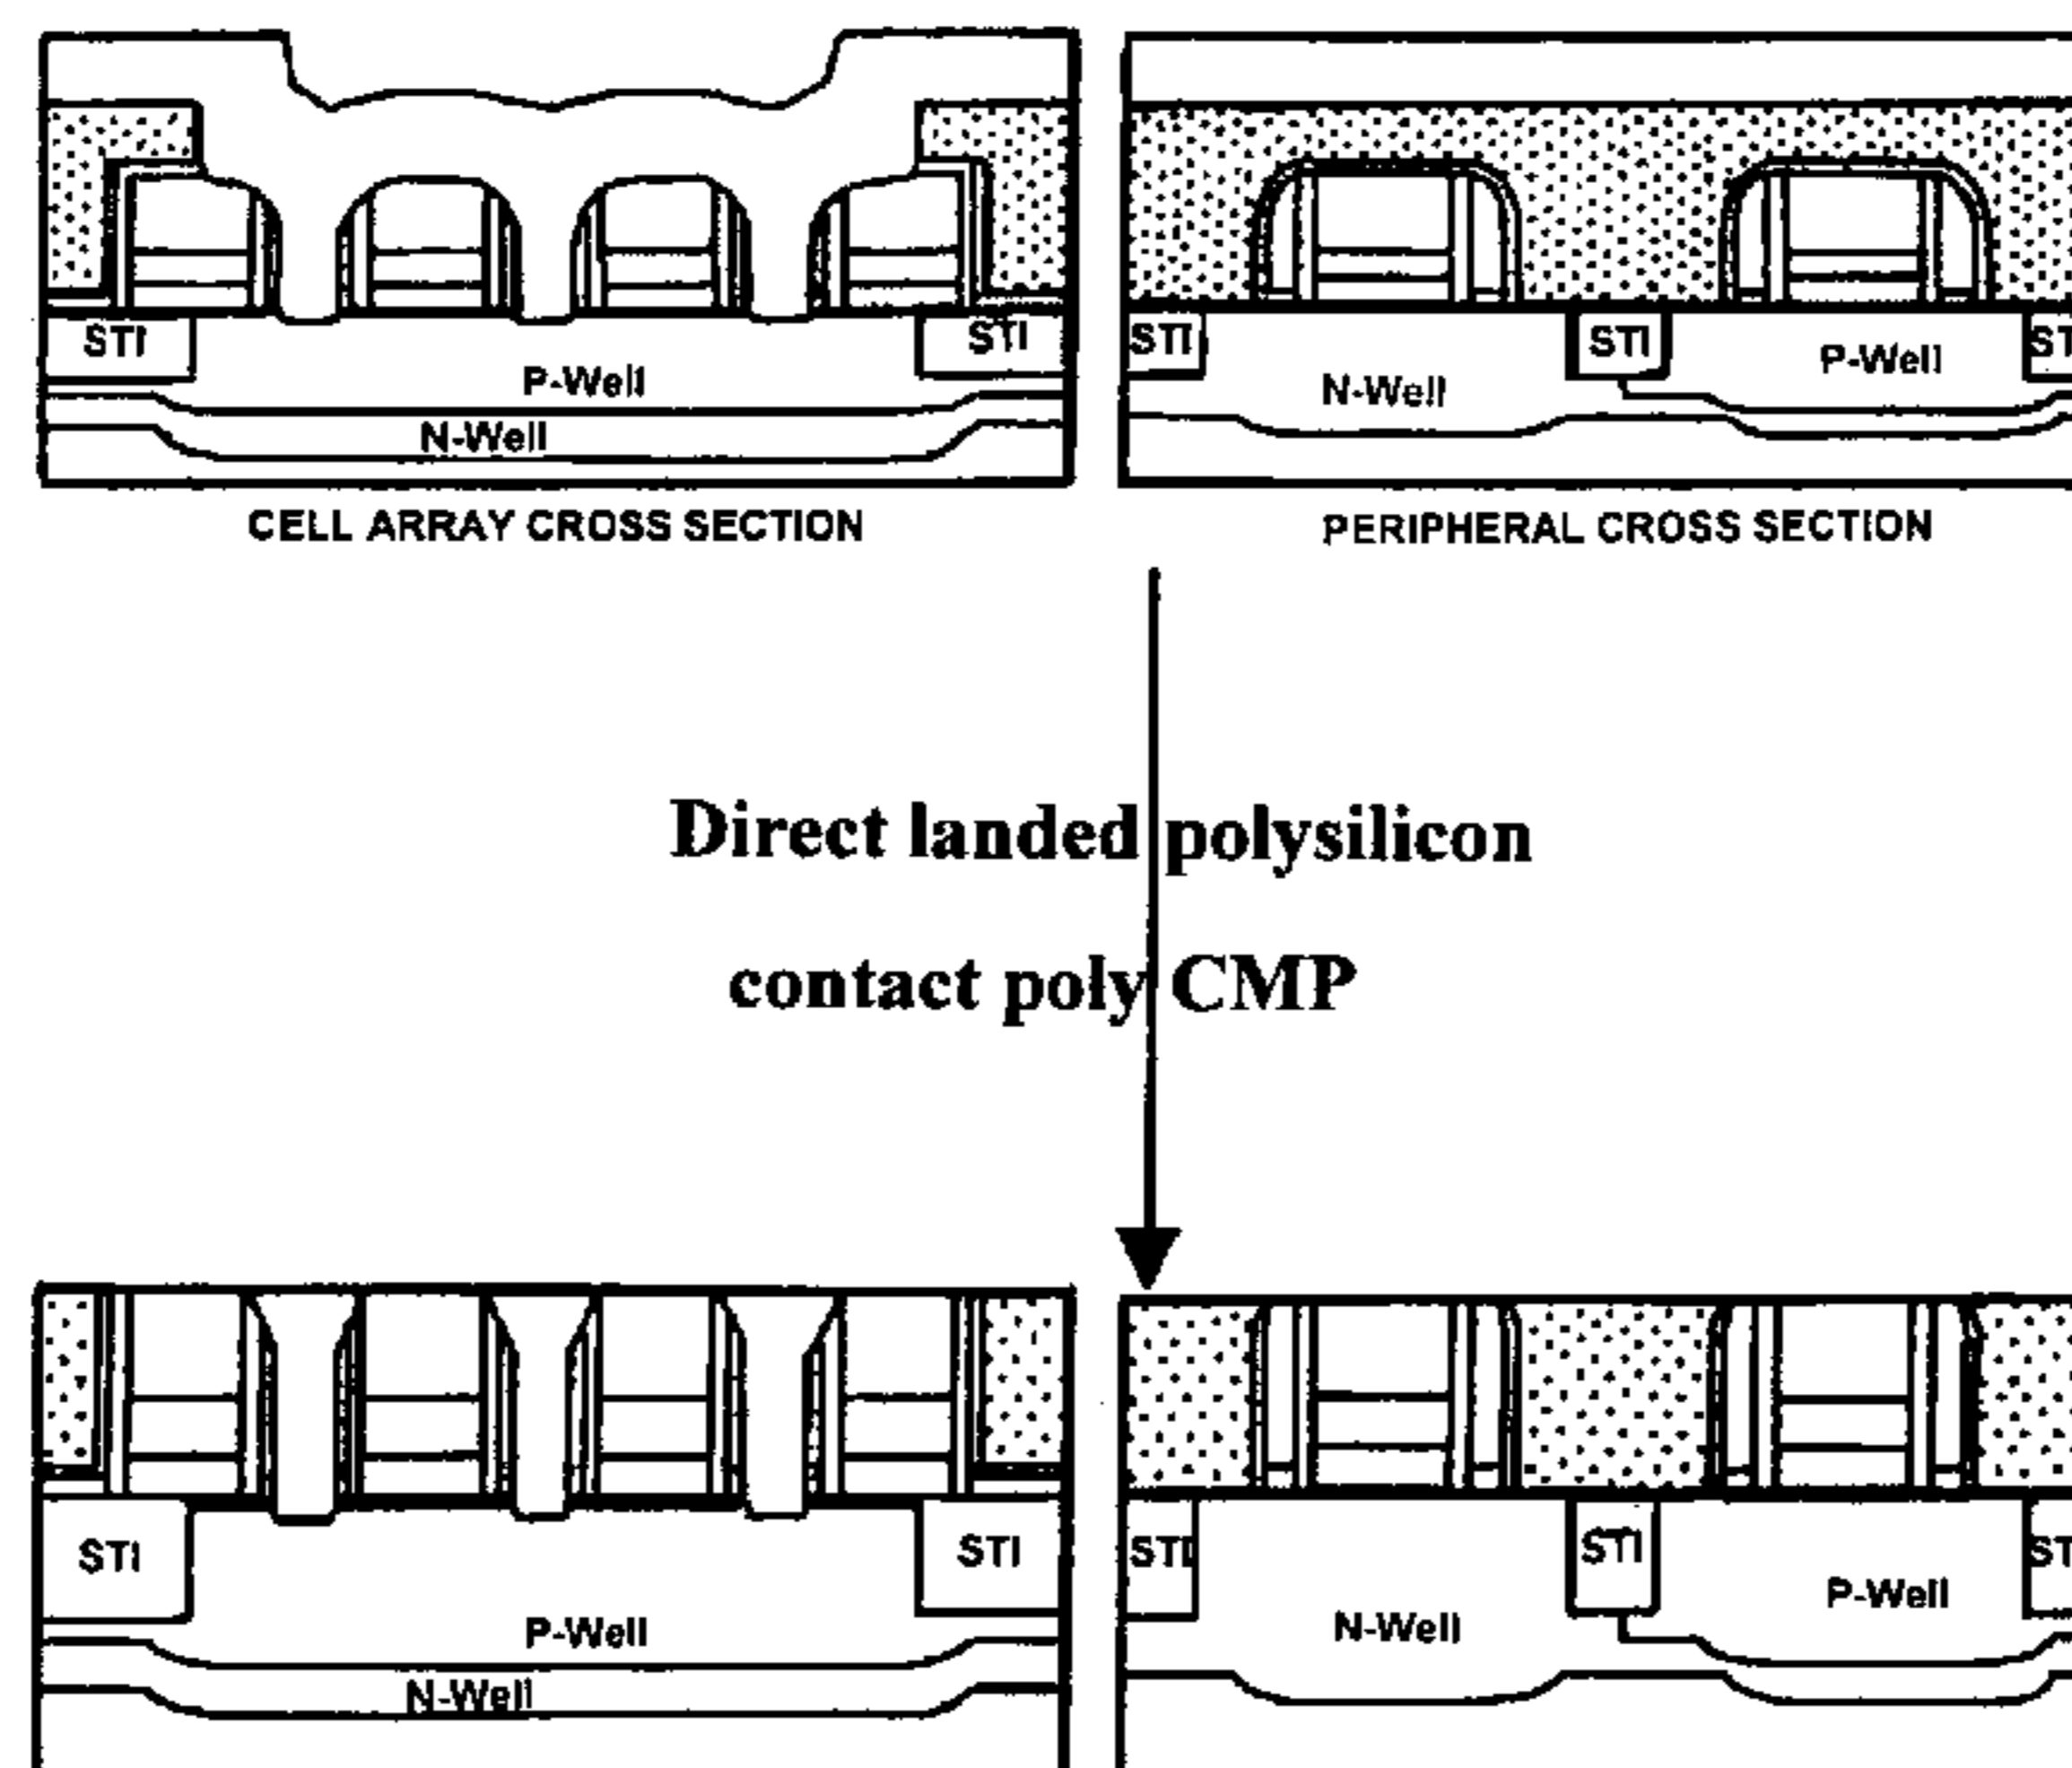 STI
STI
P-Well
N-Well
CELL ARRAY CROSS SECTION
STI
STI
N-Well
P-Well
PERIPHERAL CROSS SECTION
Direct landed polysilicon
contact poly CMP
STI
STI
P-Well
N-Well
STI
STI
N-Well
P-Well